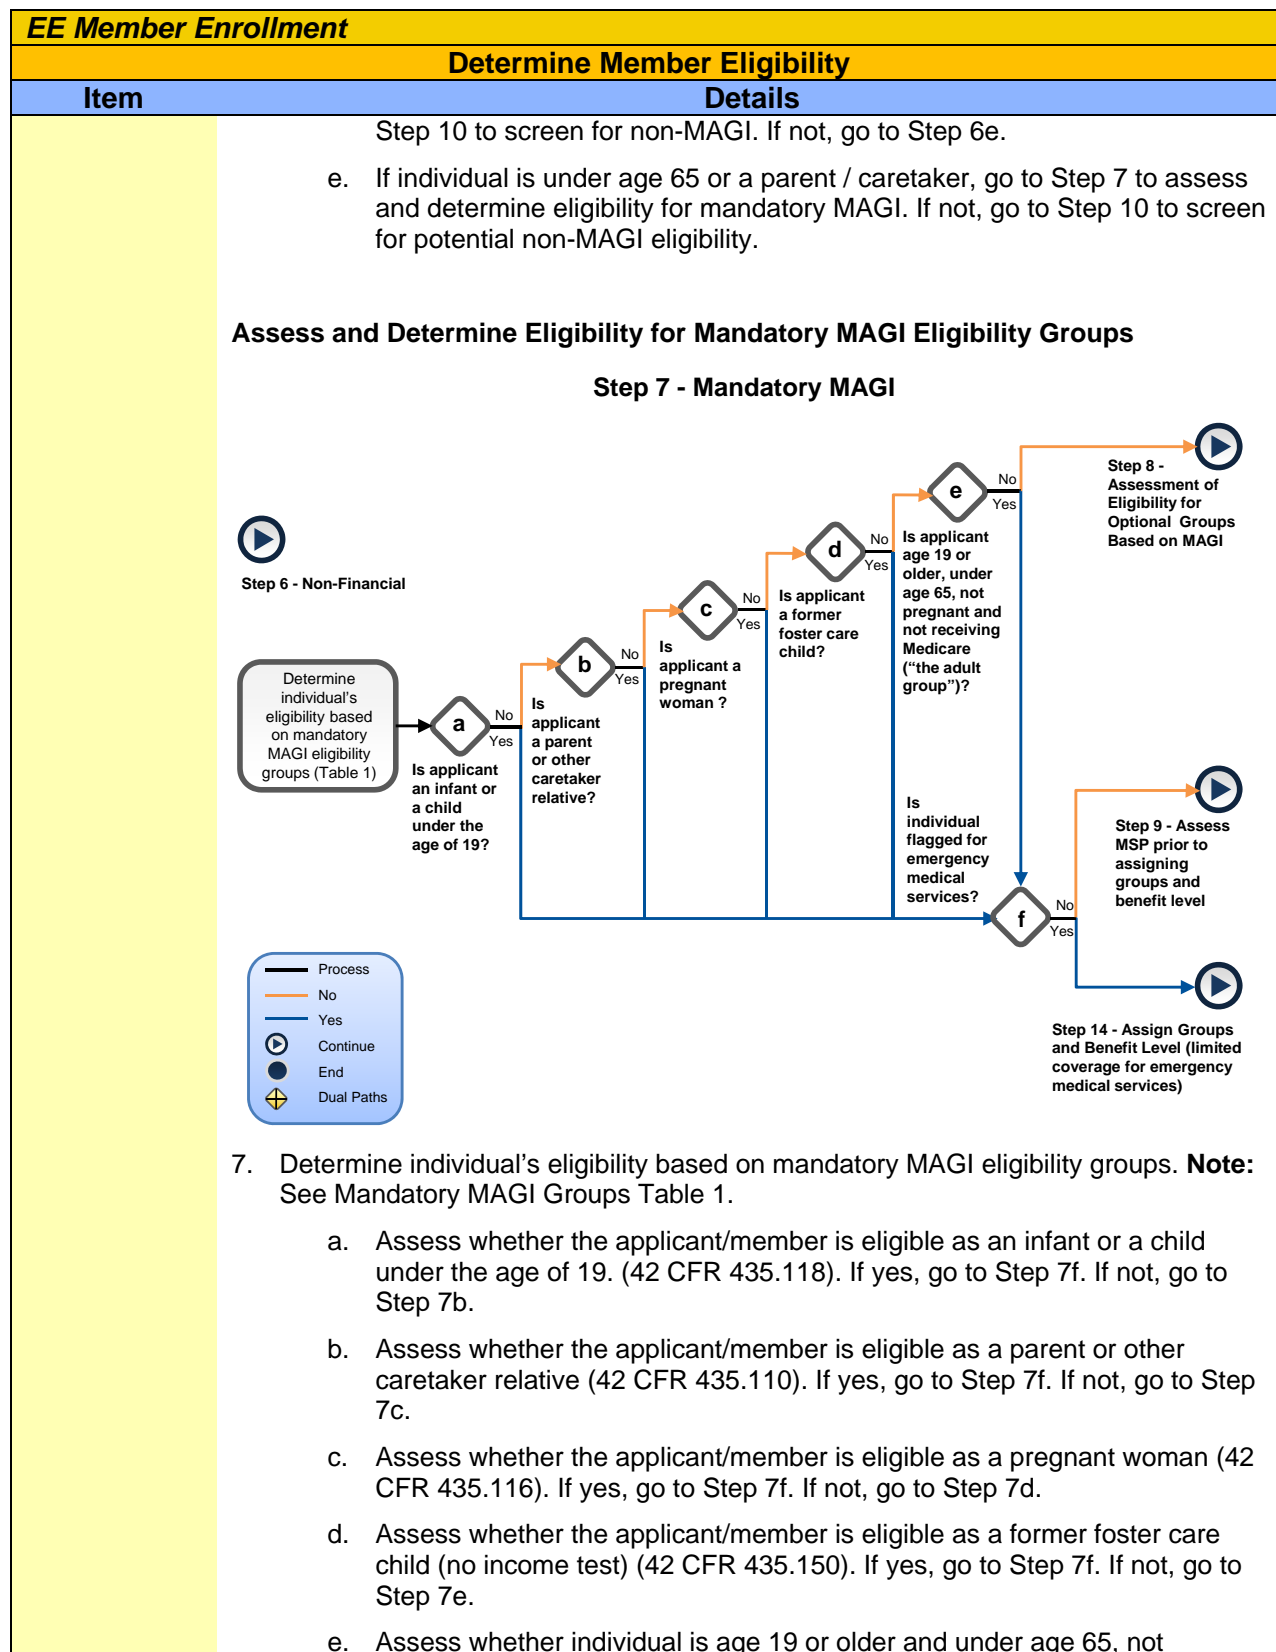 EE Member Enrollment
Determine Member Eligibility
Item
Details
Step 10 to screen for non-MAGI. If not, go to Step 6e.
e. If individual is under age 65 or a parent / caretaker, go to Step 7 to assess
and determine eligibility for mandatory MAGI. If not, go to Step 10 to screen
for potential non-MAGI eligibility.
Assess and Determine Eligibility for Mandatory MAGI Eligibility Groups
Step 7 - Mandatory MAGI
Step 6 - Non-Financial
Determine
individual's
eligibility based
on mandatory
MAGI eligibility
groups (Table 1)
a
No
Yes
Is applicant
an infant or
a child
under the
age of 19?
b
No
Yes
Is
applicant
a parent
or other
caretaker
relative?
c
No
Yes
Is
applicant a
pregnant
woman ?
d
No
Yes
Is applicant
a former
foster care
child?
e
No
Yes
Is applicant
age 19 or
older, under
age 65, not
pregnant and
not receiving
Medicare
("the adult
group")?
Step 8 -
Assessment of
Eligibility for
Optional Groups
Based on MAGI
Is
individual
flagged for
emergency
medical
services?
f
No
Yes
Step 9 - Assess
MSP prior to
assigning
groups and
benefit level
Step 14 - Assign Groups
and Benefit Level (limited
coverage for emergency
medical services)
Process
No
Yes
Continue
End
Dual Paths
7. Determine individual's eligibility based on mandatory MAGI eligibility groups. Note:
See Mandatory MAGI Groups Table 1.
a. Assess whether the applicant/member is eligible as an infant or a child
under the age of 19. (42 CFR 435.118). If yes, go to Step 7f. If not, go to
Step 7b.
b. Assess whether the applicant/member is eligible as a parent or other
caretaker relative (42 CFR 435.110). If yes, go to Step 7f. If not, go to Step
7c.
c. Assess whether the applicant/member is eligible as a pregnant woman (42
CFR 435.116). If yes, go to Step 7f. If not, go to Step 7d.
d. Assess whether the applicant/member is eligible as a former foster care
child (no income test) (42 CFR 435.150). If yes, go to Step 7f. If not, go to
Step 7e.
e. Assess whether individual is age 19 or older and under age 65, not